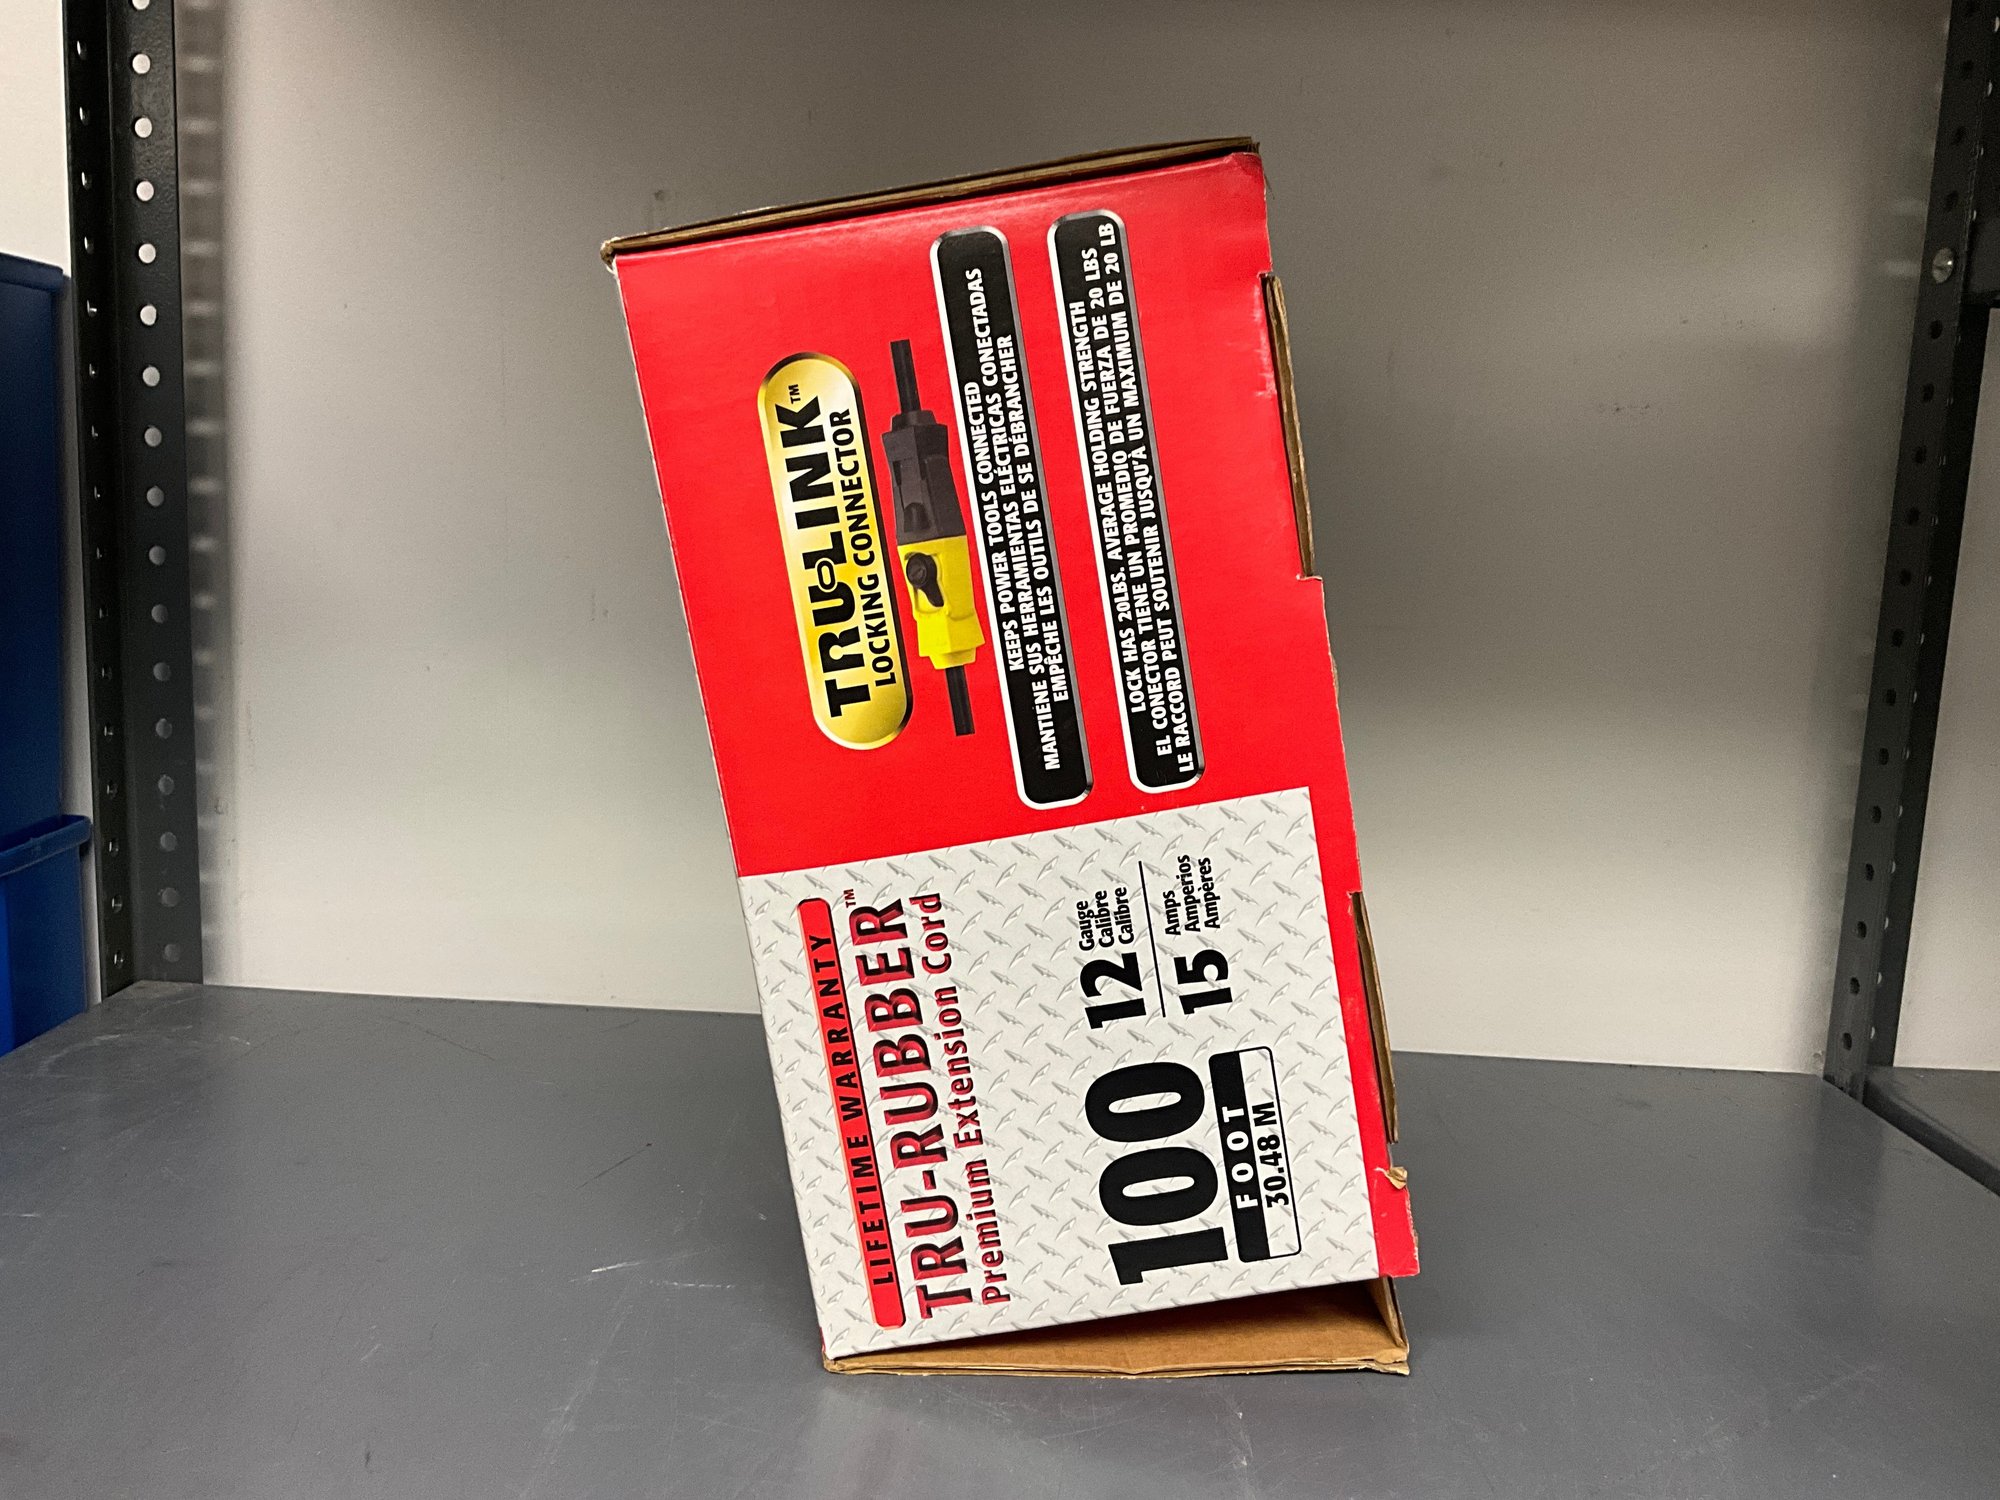 LIFETIME WARRANTY
TRU-RUBBER™
Premium Extension Cord
100
FOOT
30.48 M
12 Gauge
Calibre
Calibre
15 Amps
Amperios
Ampères
TRU-LINK™
LOCKING CONNECTOR
KEEPS POWER TOOLS CONNECTED
MANTIENE SUS HERRAMIENTAS ELÉCTRICAS CONECTADAS
EMPÊCHE LES OUTILS DE SE DÉBRANCHER
LOCK HAS 20LBS. AVERAGE HOLDING STRENGTH
EL CONECTOR TIENE UN PROMEDIO DE FUERZA DE 20 LBS
LE RACCORD PEUT SOUTENIR JUSQU'À UN MAXIMUM DE 20 LB